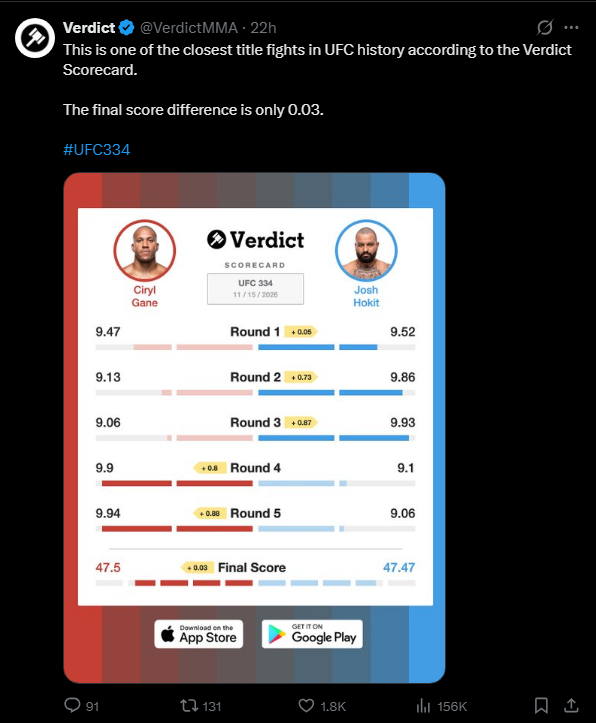 Verdict @VerdictMMA · 22h
This is one of the closest title fights in UFC history according to the Verdict
Scorecard.
The final score difference is only 0.03.
#UFC334
Verdict
SCORECARD
UFC 334
11 / 15 / 2026
Ciryl
Gane
Josh
Hokit
9.47 Round 1 + 0.05 9.52
9.13 Round 2 + 0.73 9.86
9.06 Round 3 + 0.87 9.93
9.9 + 0.8 Round 4 9.1
9.94 + 0.88 Round 5 9.06
47.5 + 0.03 Final Score 47.47
Download on the
App Store
GET IT ON
Google Play
91 131 1.8K 156K